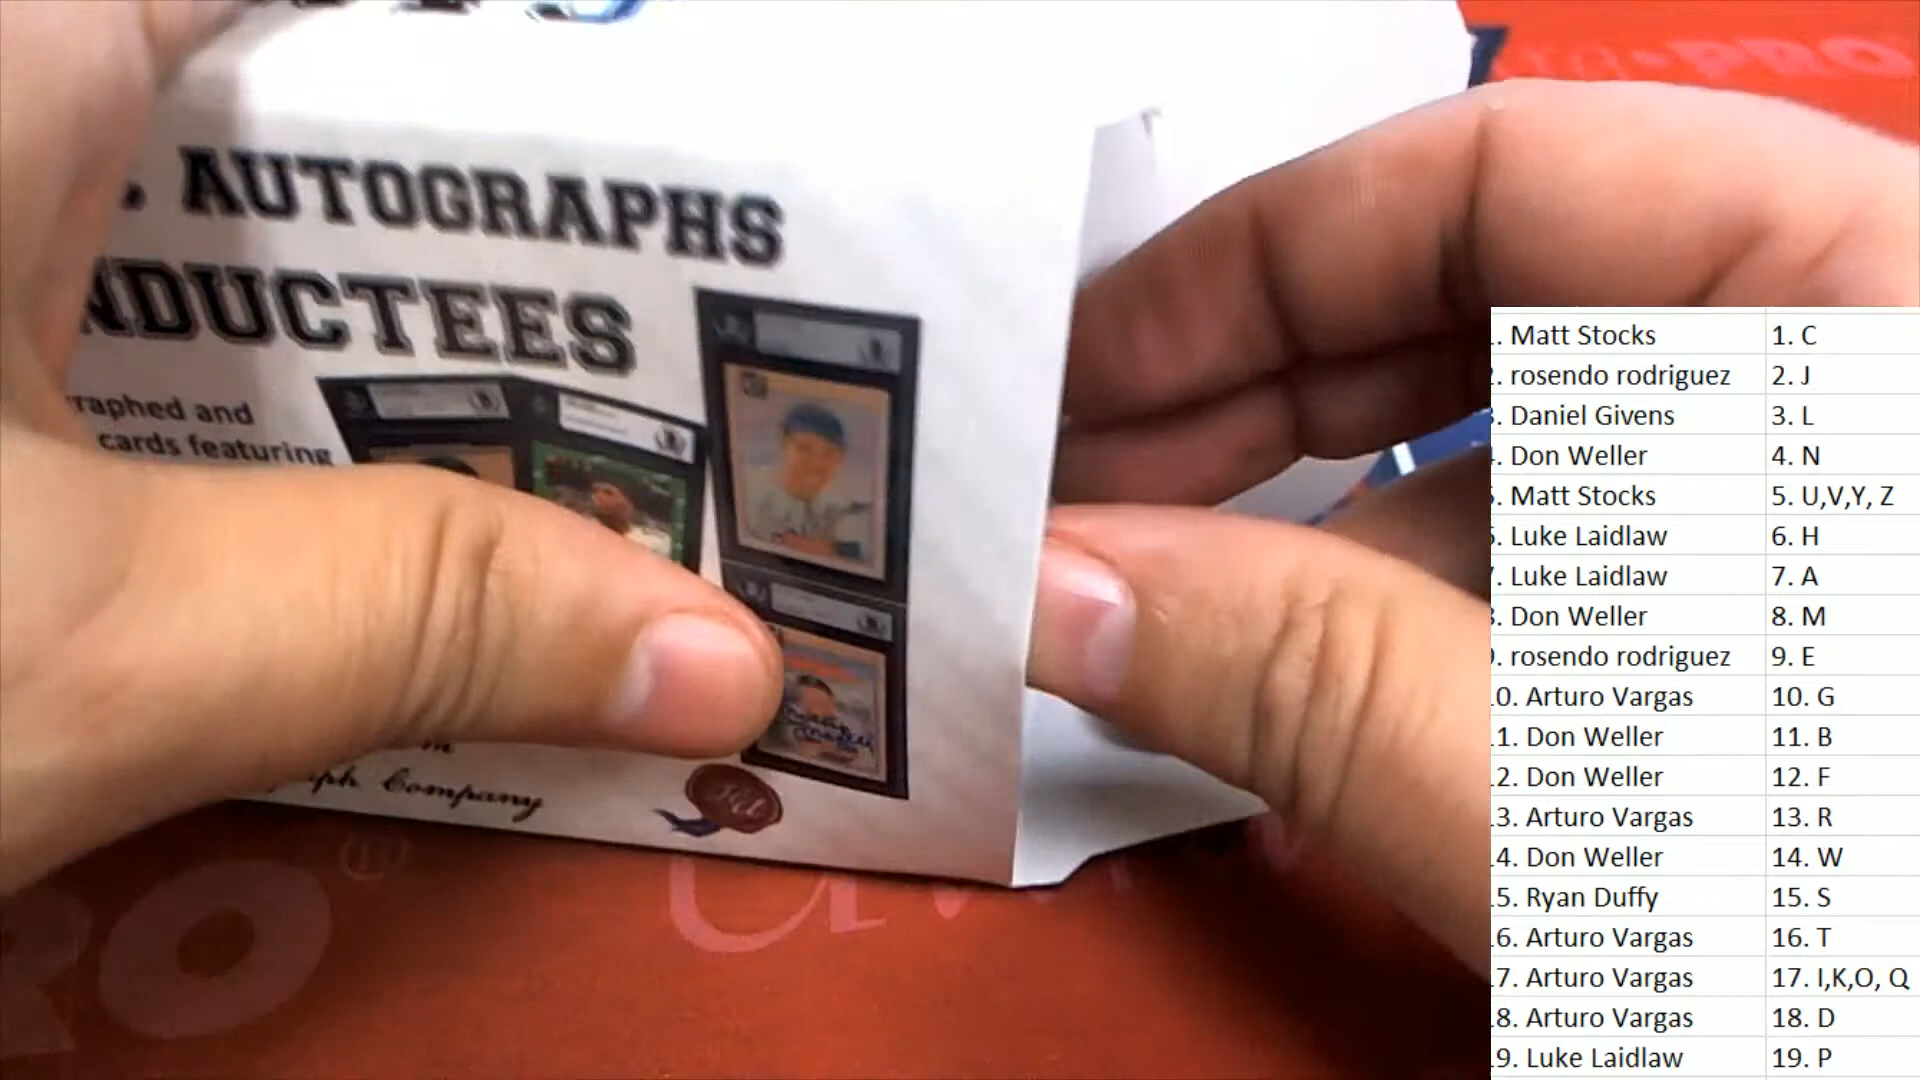 AUTOGRAPHS
NDUCTEES
raphed and
cards featuring
ph Company
PRO
®
. Matt Stocks 1. C
. rosendo rodriguez 2. J
. Daniel Givens 3. L
. Don Weller 4. N
. Matt Stocks 5. U,V,Y, Z
. Luke Laidlaw 6. H
. Luke Laidlaw 7. A
. Don Weller 8. M
. rosendo rodriguez 9. E
0. Arturo Vargas 10. G
1. Don Weller 11. B
2. Don Weller 12. F
3. Arturo Vargas 13. R
4. Don Weller 14. W
5. Ryan Duffy 15. S
6. Arturo Vargas 16. T
7. Arturo Vargas 17. I,K,O, Q
8. Arturo Vargas 18. D
9. Luke Laidlaw 19. P